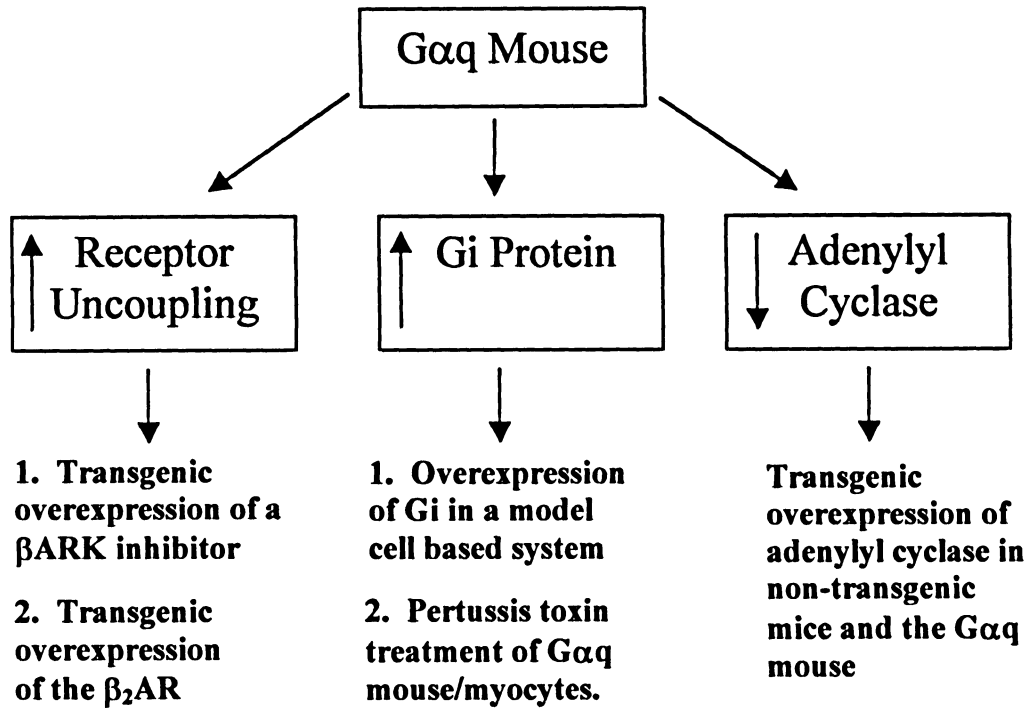 Gαq Mouse
Receptor
Uncoupling
Gi Protein
Adenylyl
Cyclase
1. Transgenic
overexpression of a
βARK inhibitor
2. Transgenic
overexpression
of the β₂AR
1. Overexpression
of Gi in a model
cell based system
2. Pertussis toxin
treatment of Gαq
mouse/myocytes.
Transgenic
overexpression of
adenylyl cyclase in
non-transgenic
mice and the Gαq
mouse